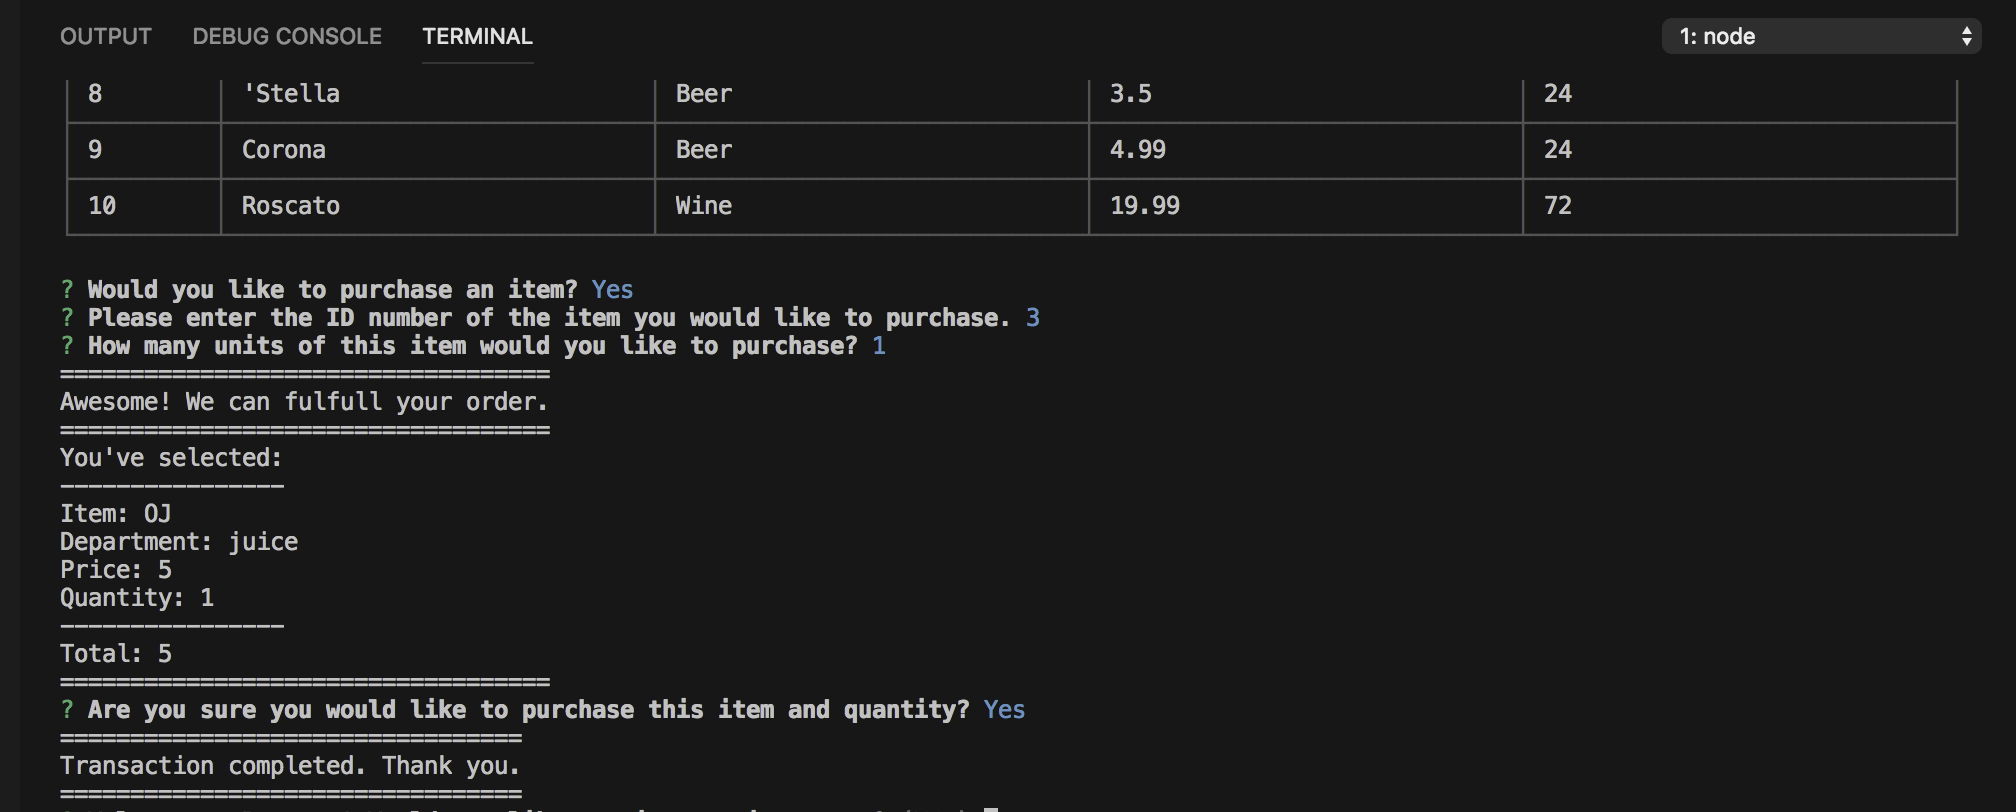 OUTPUT DEBUG CONSOLE TERMINAL 1: node
8 'Stella Beer 3.5 24
9 Corona Beer 4.99 24
10 Roscato Wine 19.99 72
? Would you like to purchase an item? Yes
? Please enter the ID number of the item you would like to purchase. 3
? How many units of this item would you like to purchase? 1
===================================
Awesome! We can fulfull your order.
===================================
You've selected:
----------------
Item: OJ
Department: juice
Price: 5
Quantity: 1
----------------
Total: 5
===================================
? Are you sure you would like to purchase this item and quantity? Yes
=================================
Transaction completed. Thank you.
=================================